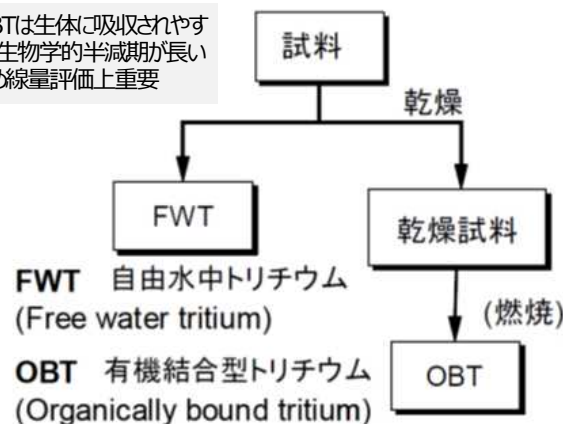 BTは生体に吸収されやす
生物学的半減期が長い
め線量評価上重要
試料
乾燥
FWT
乾燥試料
FWT 自由水中トリチウム
(Free water tritium)
(燃焼)
OBT 有機結合型トリチウム
(Organically bound tritium)
OBT